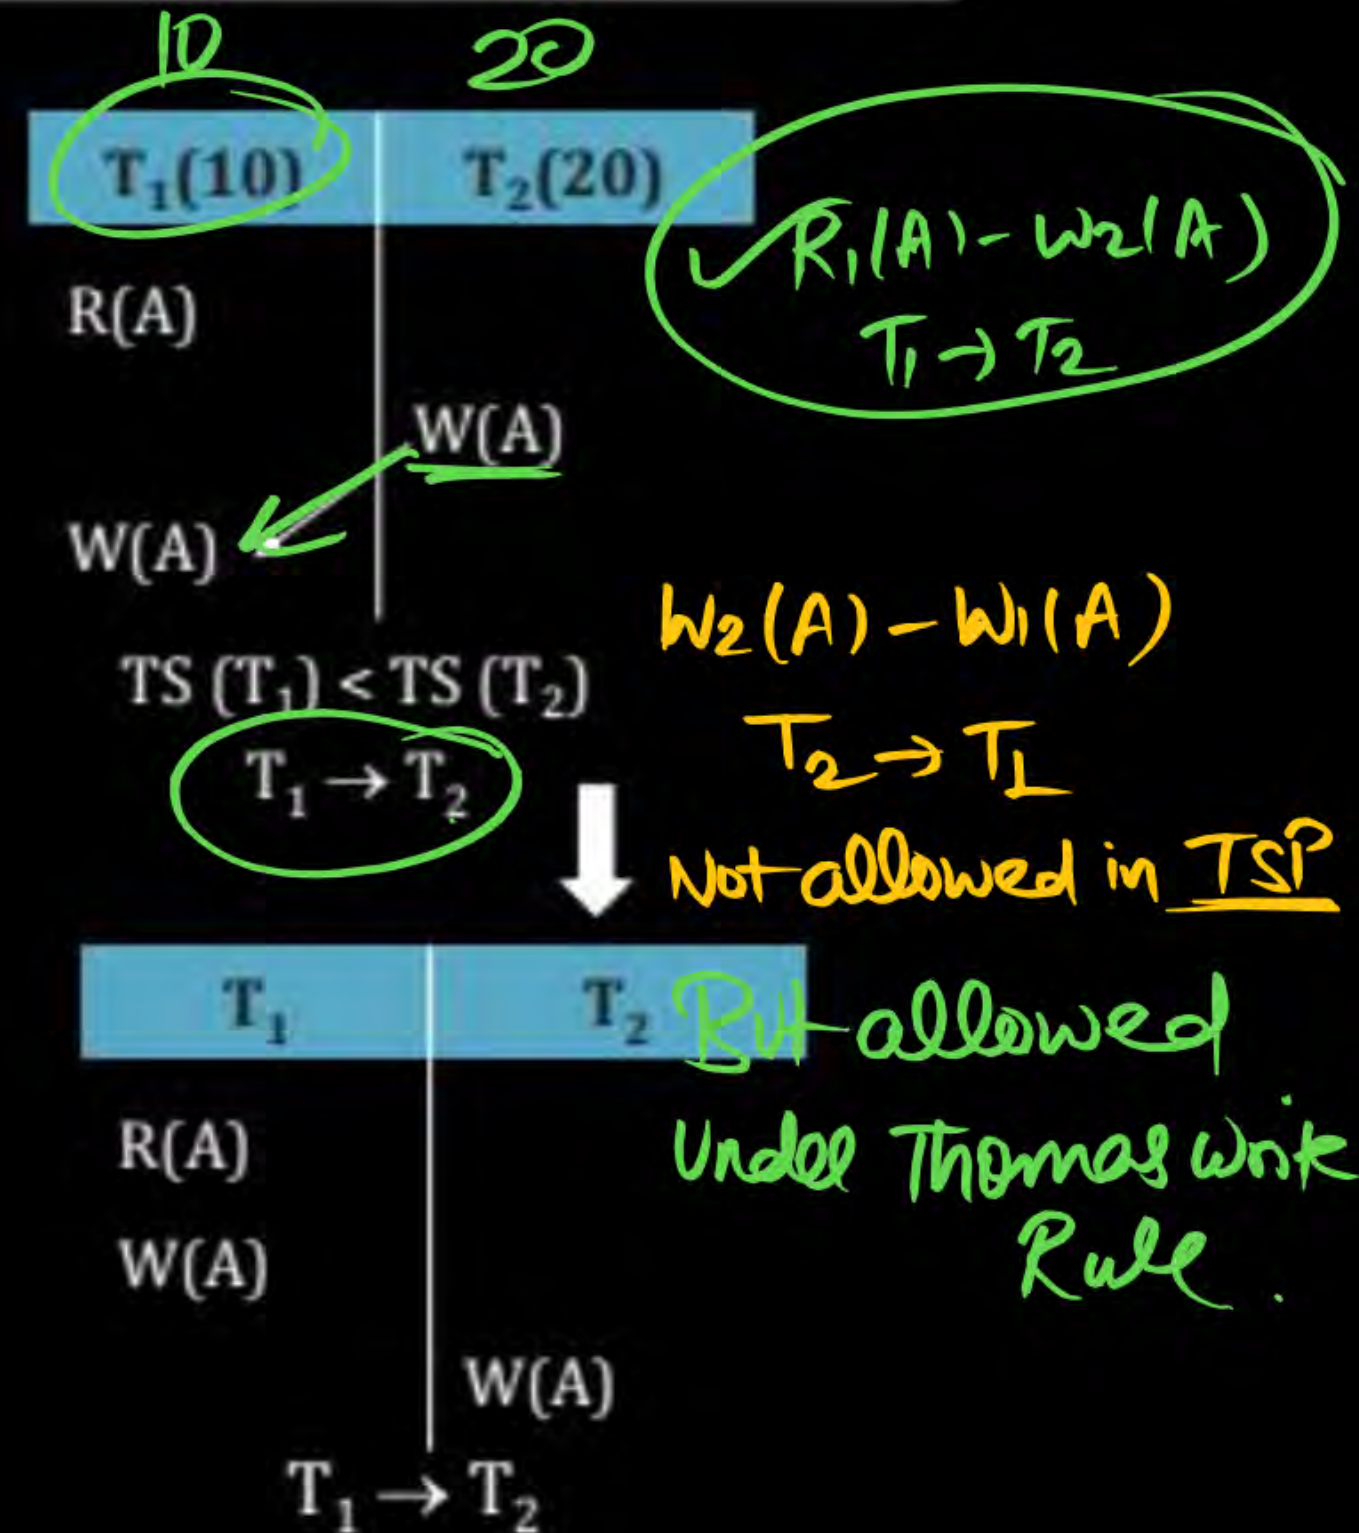 10 20
T₁(10) T₂(20)
R₁(A) - W₂(A)
T₁ → T₂
R(A)
W(A)
W(A)
TS (T₁) < TS (T₂)
T₁ → T₂
W₂(A) - W₁(A)
T₂ → T₁
Not allowed in TSP
T₁ T₂
But allowed
Under Thomas Write
Rule.
R(A)
W(A)
W(A)
T₁ → T₂